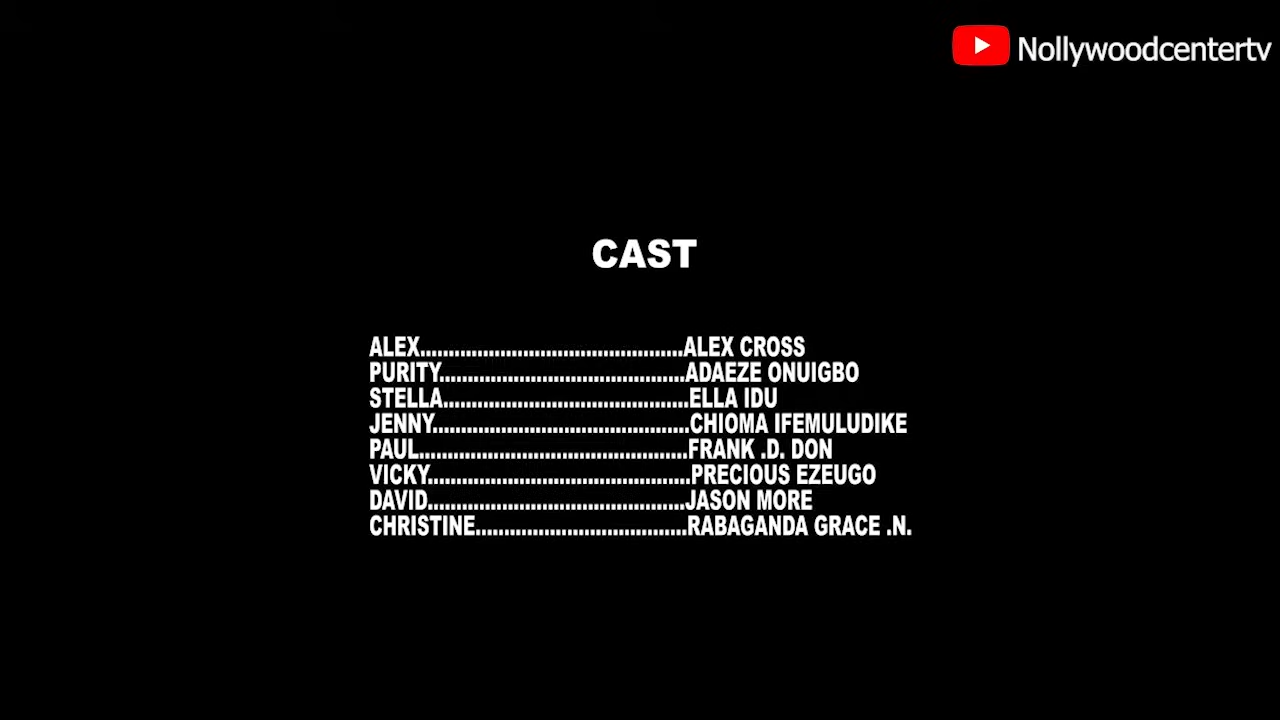 Nollywoodcentertv
CAST
ALEX..............................................ALEX CROSS
PURITY...........................................ADAEZE ONUIGBO
STELLA...........................................ELLA IDU
JENNY.............................................CHIOMA IFEMULUDIKE
PAUL...............................................FRANK .D. DON
VICKY..............................................PRECIOUS EZEUGO
DAVID.............................................JASON MORE
CHRISTINE.....................................RABAGANDA GRACE .N.